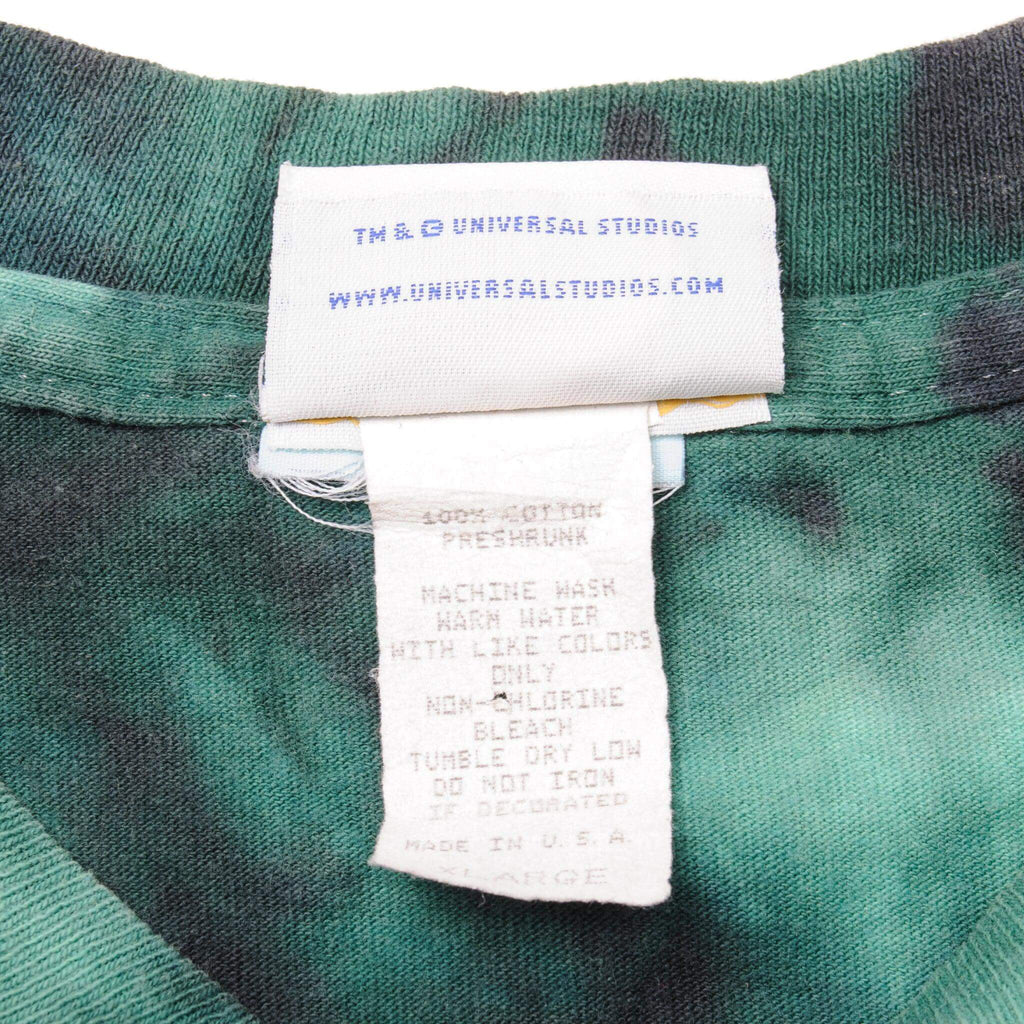 TM & © UNIVERSAL STUDIOS
WWW.UNIVERSALSTUDIOS.COM
100% COTTON
PRESHRUNK
MACHINE WASH
WARM WATER
WITH LIKE COLORS
ONLY
NON-CHLORINE
BLEACH
TUMBLE DRY LOW
DO NOT IRON
IF DECORATED
MADE IN U.S.A.
XLARGE